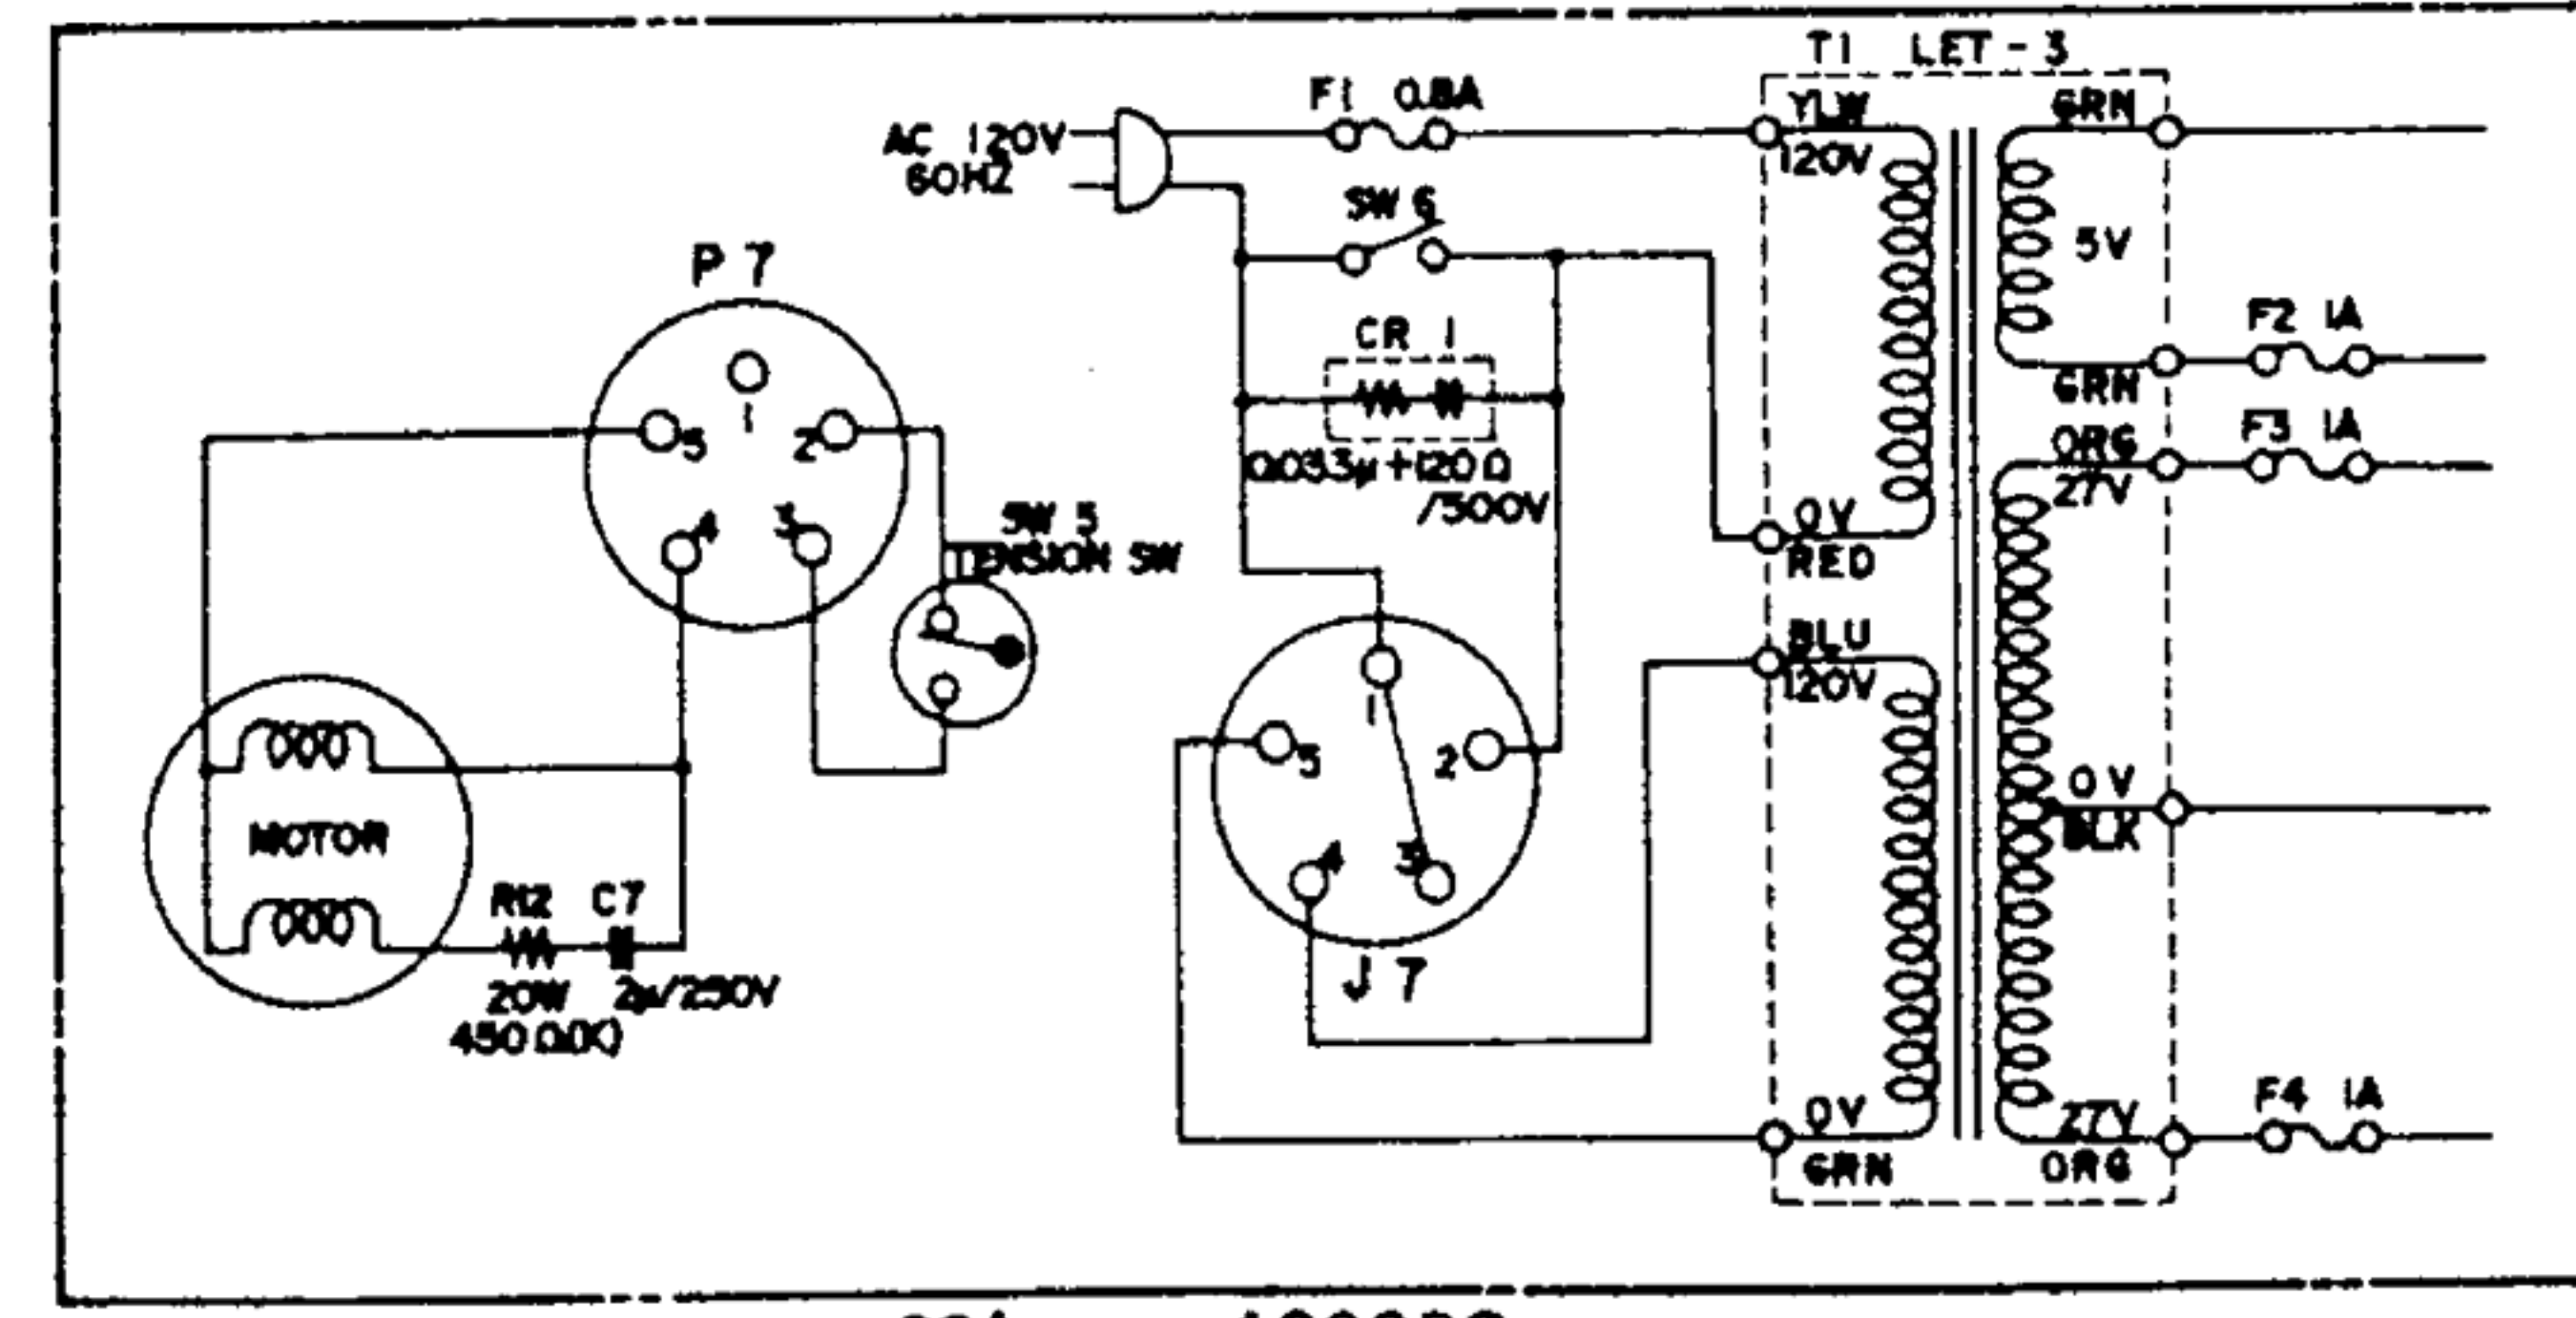 T1 LET-3
F1 0.8A
YLW
120V
GRN
AC 120V
60HZ
SW 6
5V
P 7
CR 1
F2 1A
GRN
1
5
2
0.033μ+120Ω
/500V
ORG
27V
F3 1A
4
3
SW 5
TENSION SW
0V
RED
BLU
120V
1
5
2
0V
BLK
MOTOR
4
3
R12
C7
J 7
20W
450Ω(K)
2μ/250V
0V
GRN
27V
ORG
F4 1A